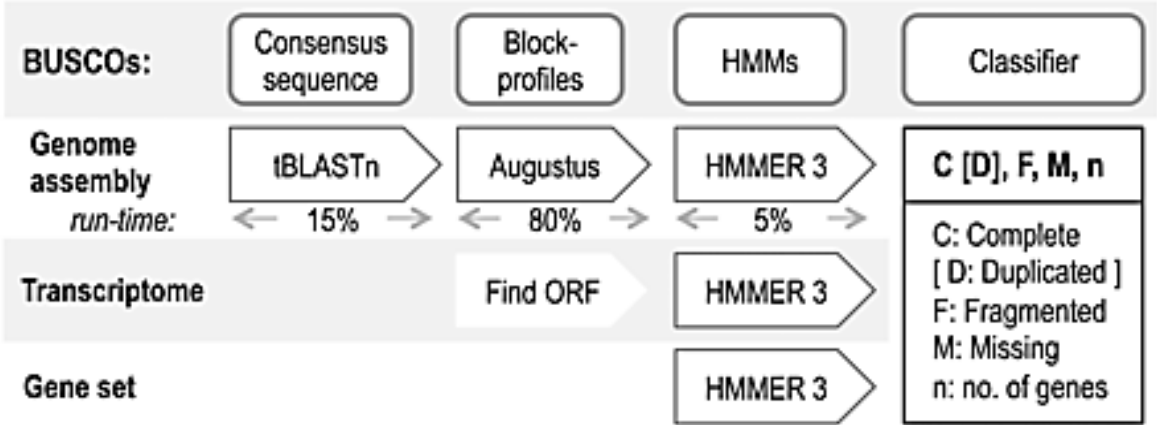 BUSCOs:
Consensus
sequence
Block-
profiles
HMMs
Classifier
Genome
assembly
tBLASTn
Augustus
HMMER 3
C [D], F, M, n
run-time:
15%
80%
5%
C: Complete
[ D: Duplicated ]
F: Fragmented
M: Missing
n: no. of genes
Transcriptome
Find ORF
HMMER 3
Gene set
HMMER 3